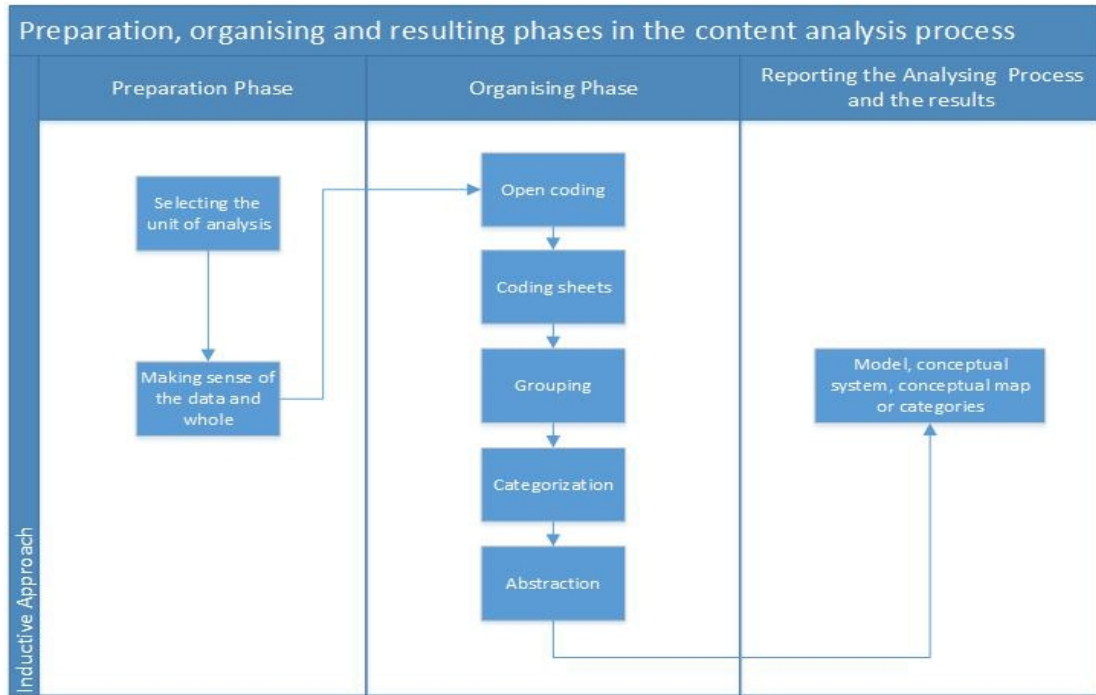 Preparation, organising and resulting phases in the content analysis process
Preparation Phase
Organising Phase
Reporting the Analysing Process
and the results
Inductive Approach
Selecting the
unit of analysis
Making sense of
the data and
whole
Open coding
Coding sheets
Grouping
Categorization
Abstraction
Model, conceptual
system, conceptual map
or categories